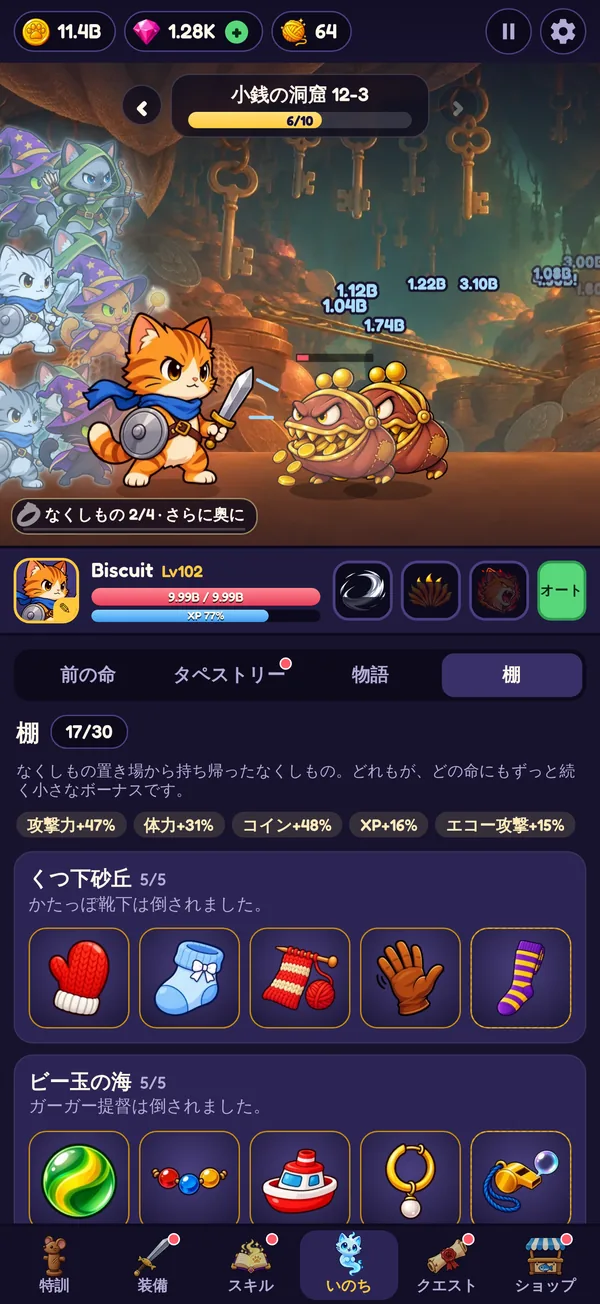 11.4B
1.28K
64
小銭の洞窟 12-3
6/10
1.12B
1.04B
1.74B
1.22B
3.10B
1.08B
なくしもの 2/4・さらに奥に
Biscuit Lv102
9.99B / 9.99B
XP 77%
オート
前の命
タペストリー
物語
棚
棚 17/30
なくしもの置き場から持ち帰ったなくしもの。どれもが、どの命にもずっと続
く小さなボーナスです。
攻撃力+47%
体力+31%
コイン+48%
XP+16%
エコー攻撃+15%
くつ下砂丘 5/5
かたっぽ靴下は倒されました。
ビー玉の海 5/5
ガーガー提督は倒されました。
特訓
装備
スキル
いのち
クエスト
ショップ